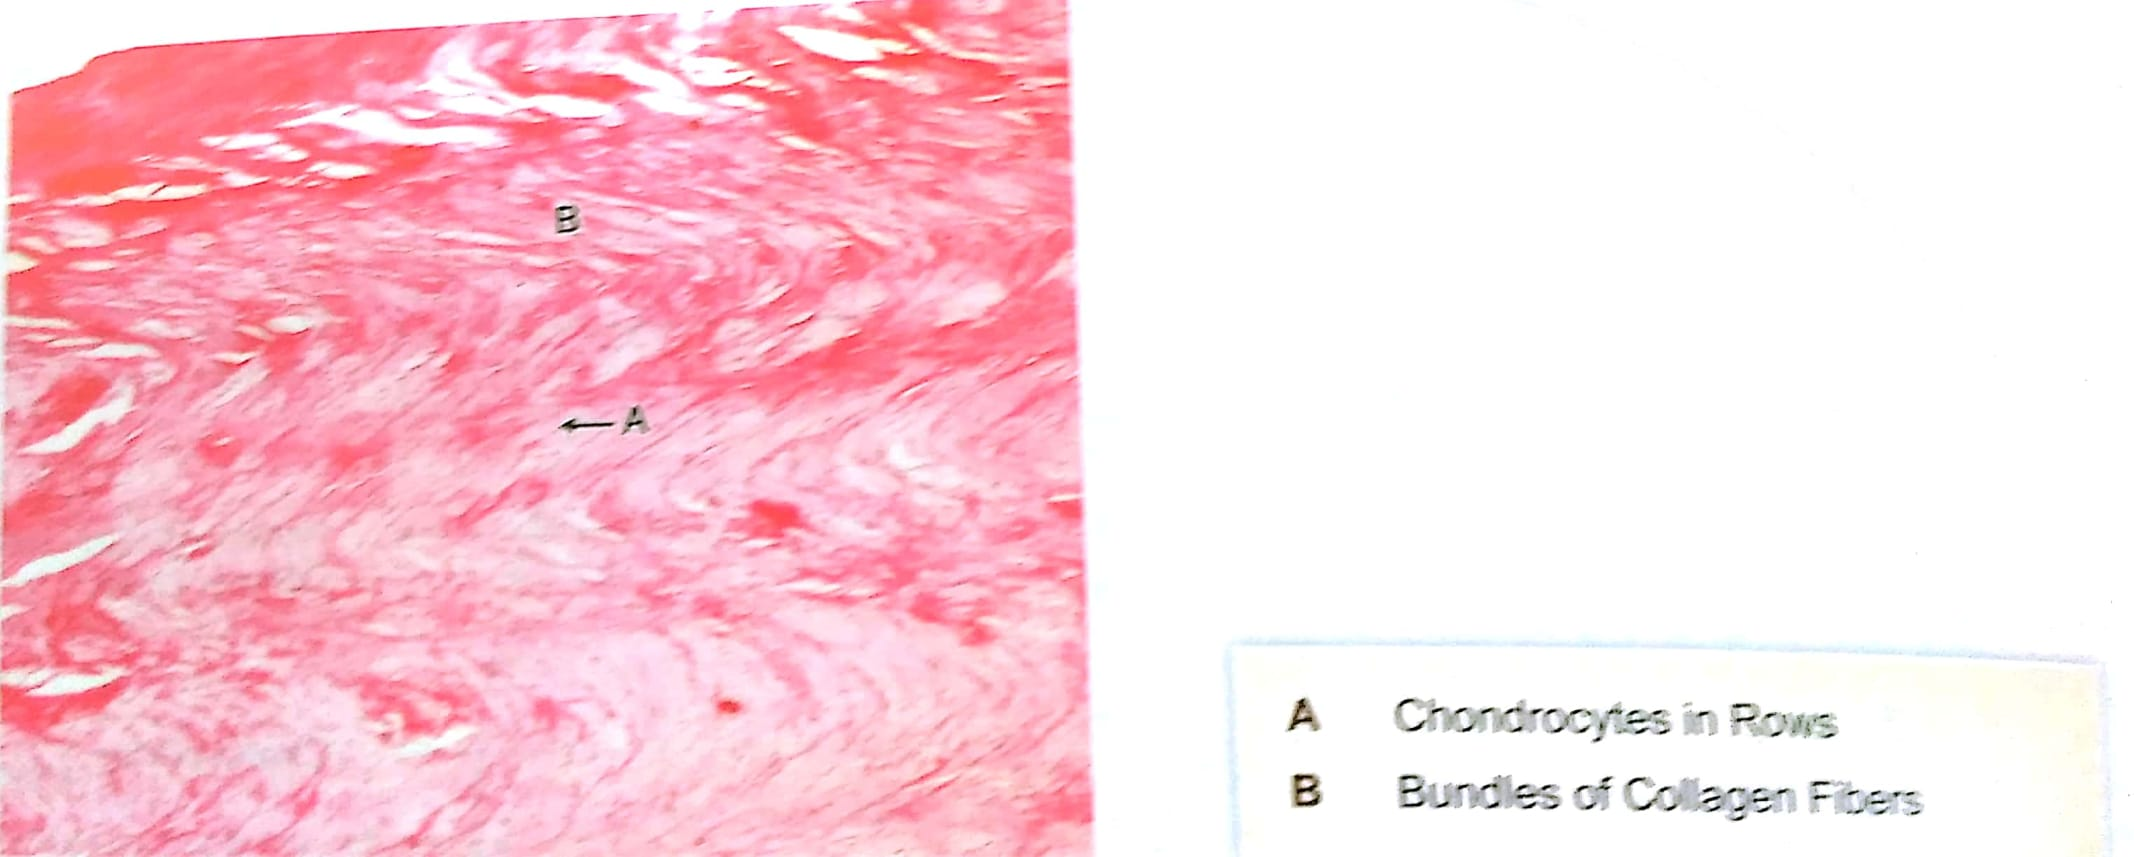 B
A
A Chondrocytes in Rows
B Bundles of Collagen Fibers